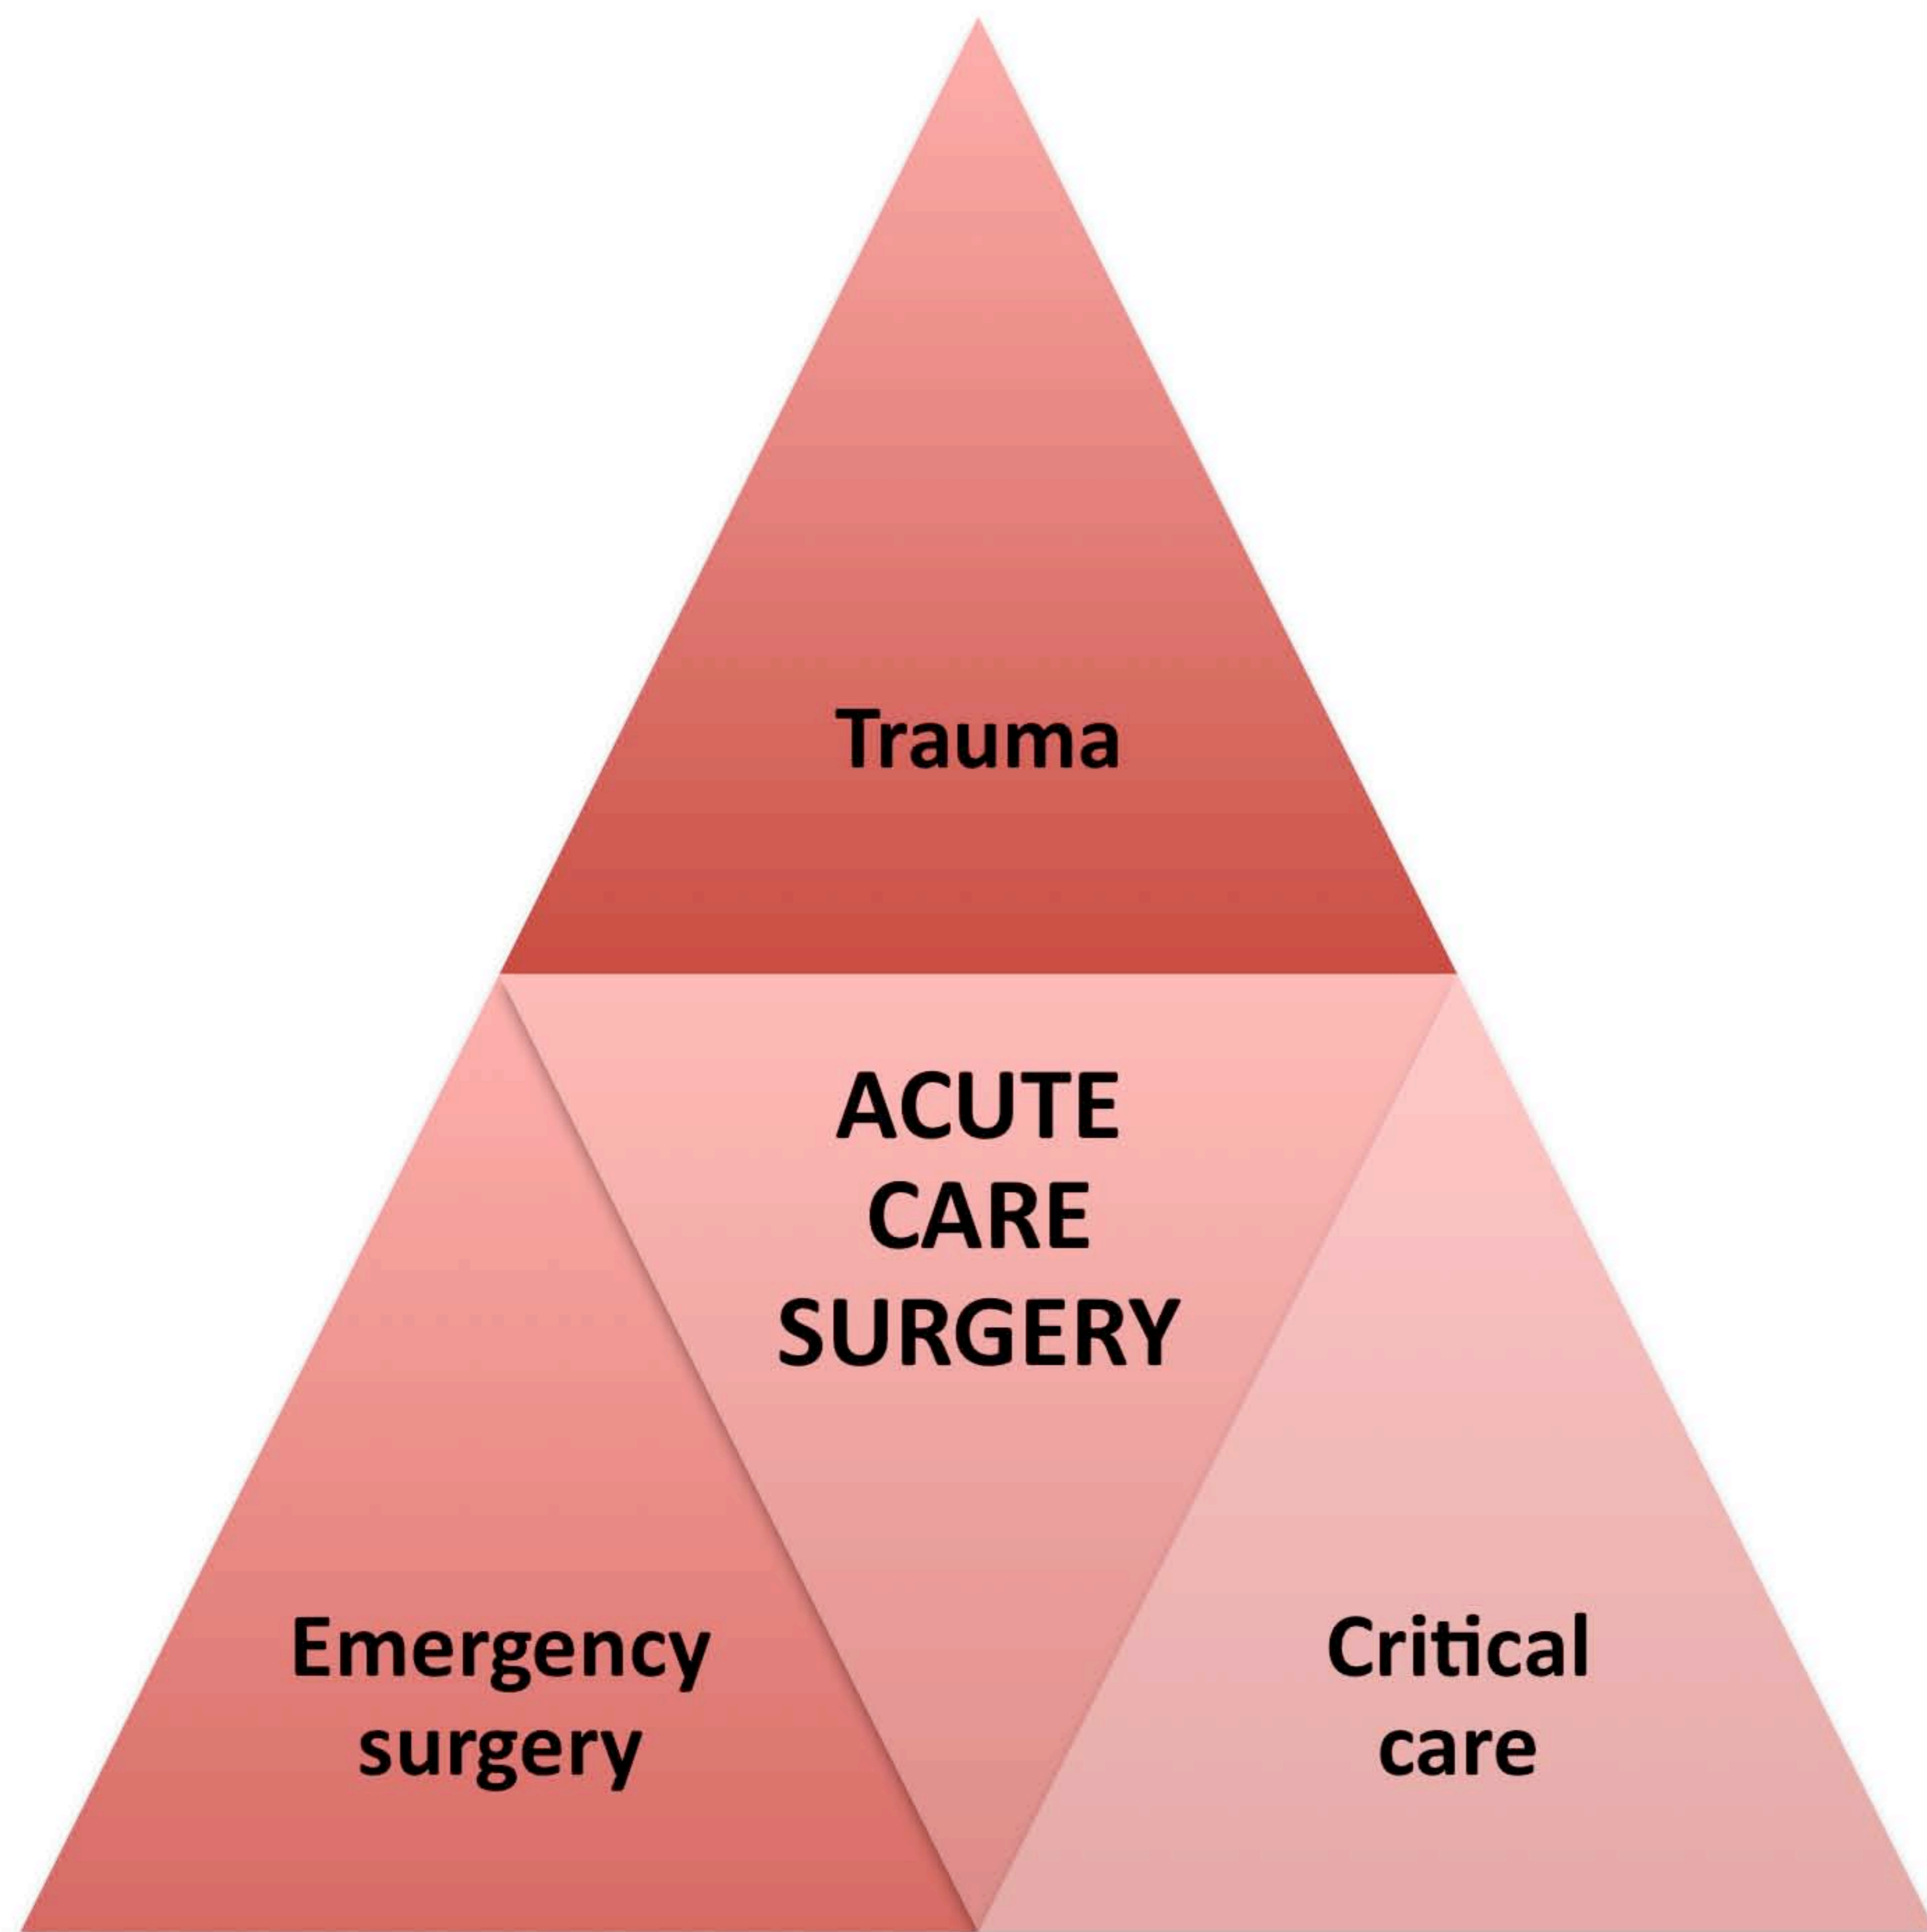 Trauma
ACUTE
CARE
SURGERY
Emergency
surgery
Critical
care